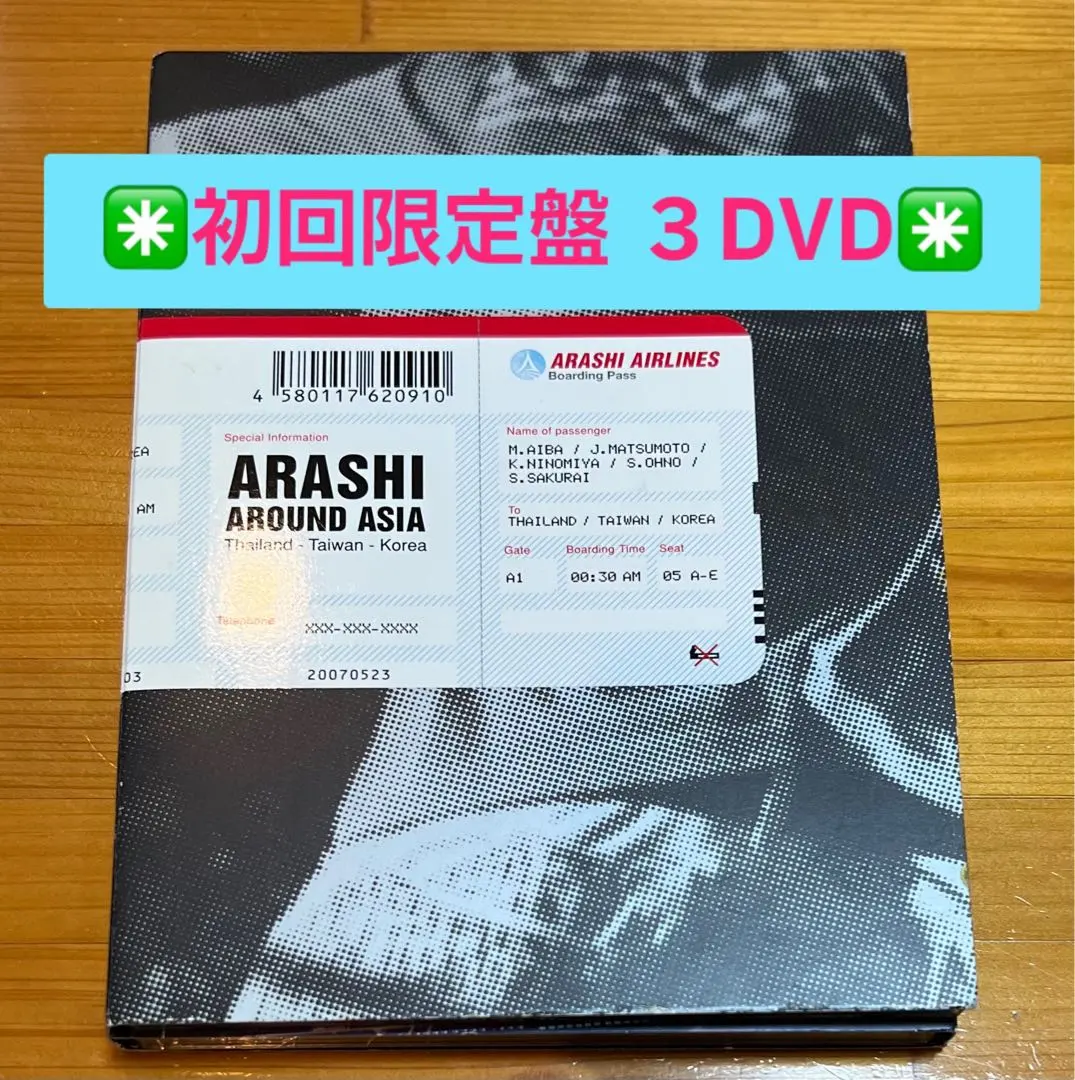 ✳初回限定盤 ３DVD✳
4 580117 620910
ARASHI AIRLINES
Boarding Pass
EA
AM
03
Special Information
ARASHI
AROUND ASIA
Thailand - Taiwan - Korea
Telephone
XXX-XXX-XXXX
20070523
Name of passenger
M.AIBA / J.MATSUMOTO /
K.NINOMIYA / S.OHNO /
S.SAKURAI
To
THAILAND / TAIWAN / KOREA
Gate Boarding Time Seat
A1 00:30 AM 05 A-E